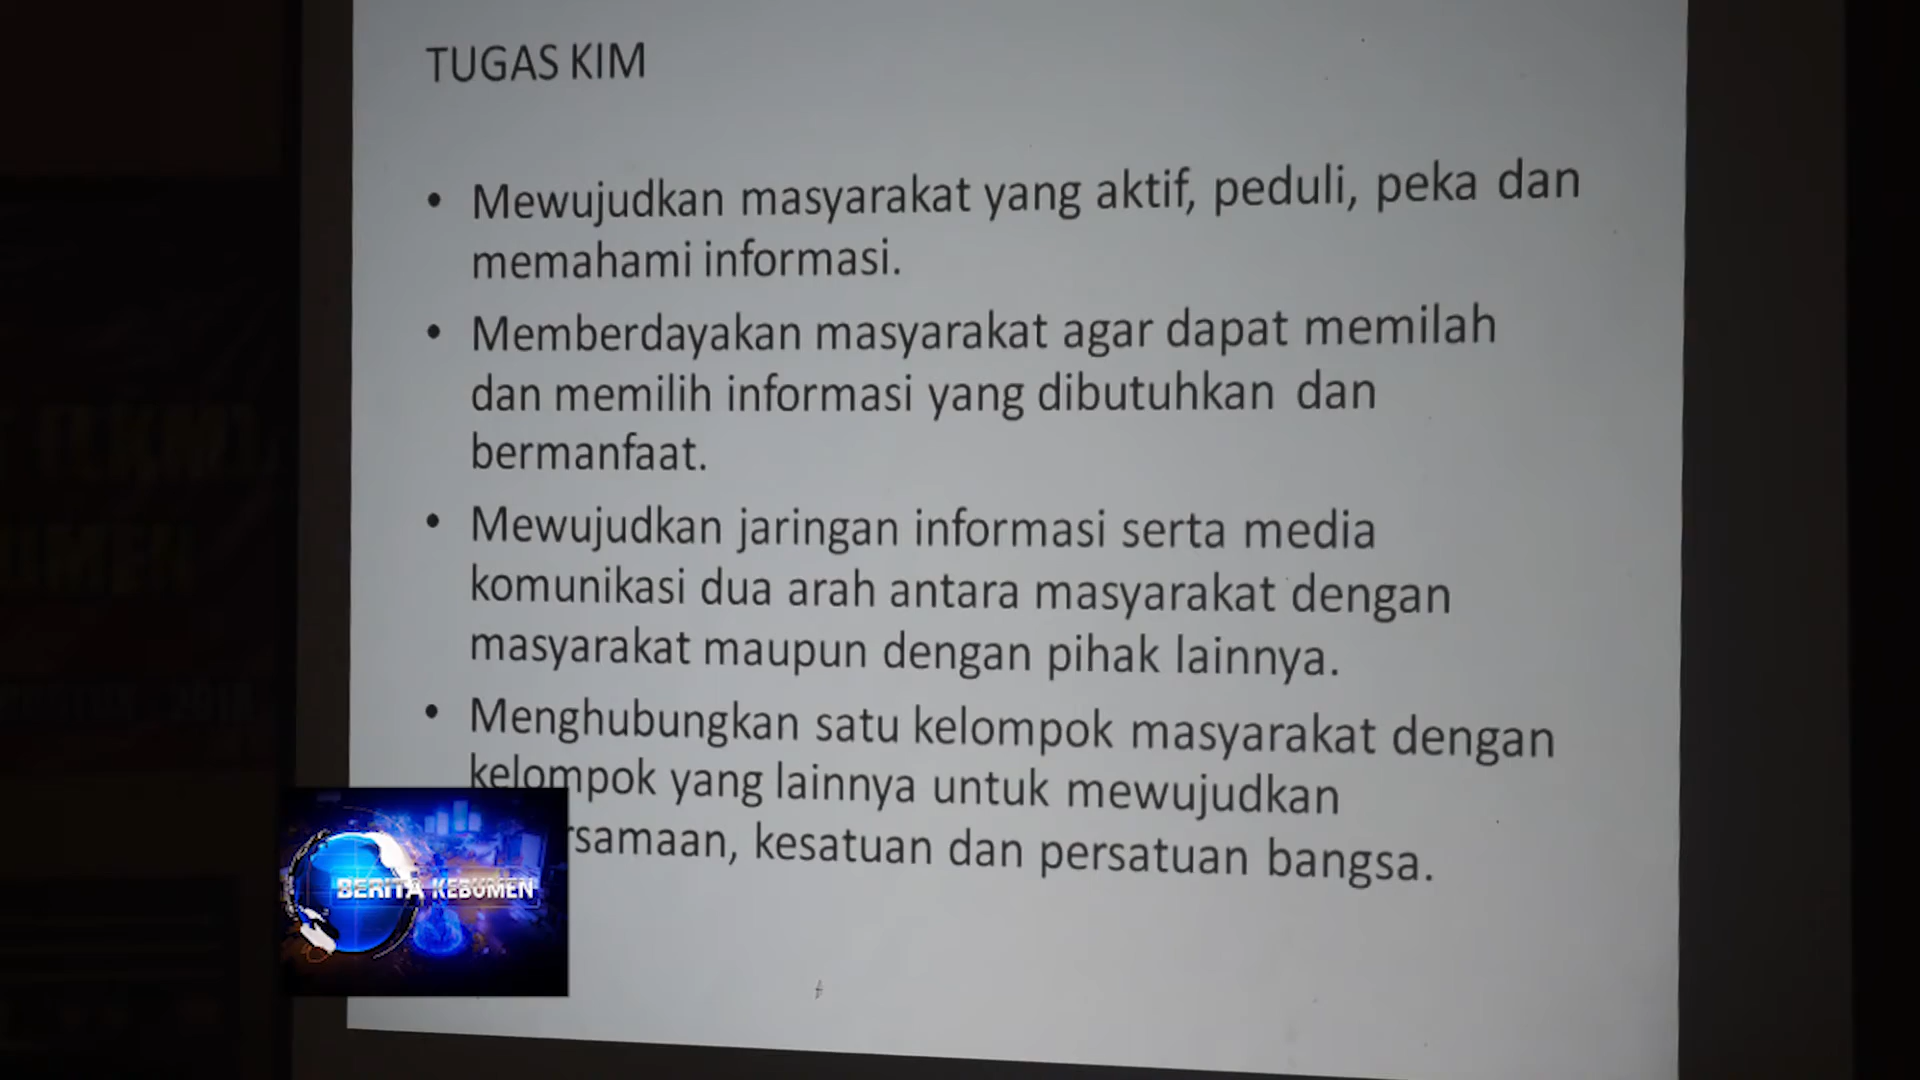 TUGAS KIM
• Mewujudkan masyarakat yang aktif, peduli, peka dan
memahami informasi.
• Memberdayakan masyarakat agar dapat memilah
dan memilih informasi yang dibutuhkan dan
bermanfaat.
• Mewujudkan jaringan informasi serta media
komunikasi dua arah antara masyarakat dengan
masyarakat maupun dengan pihak lainnya.
• Menghubungkan satu kelompok masyarakat dengan
kelompok yang lainnya untuk mewujudkan
rsamaan, kesatuan dan persatuan bangsa.
BERITA KEBUMEN